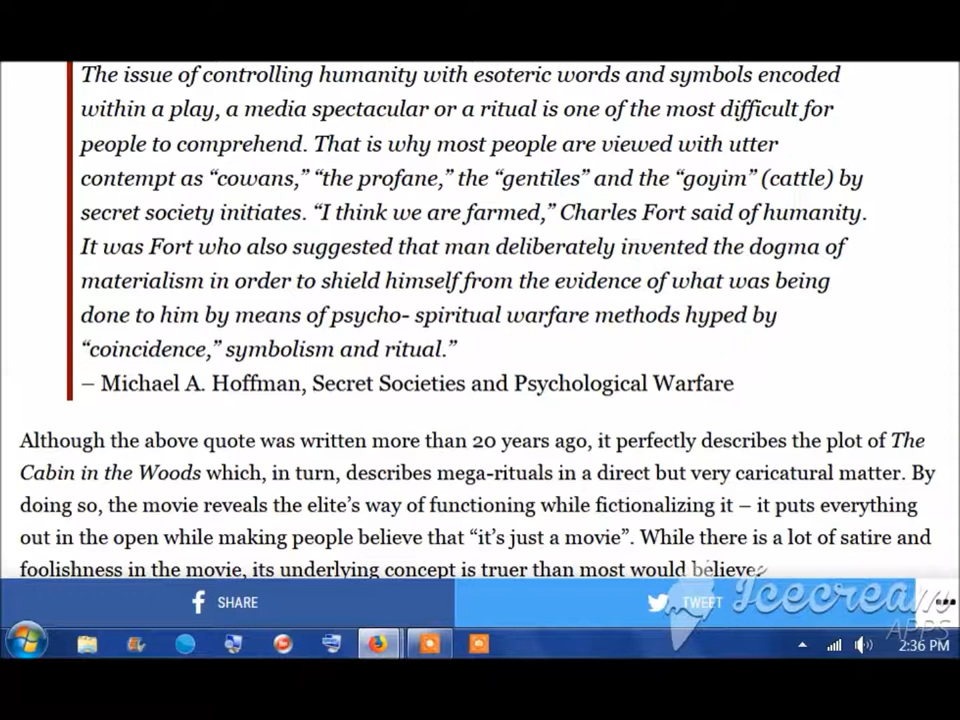 The issue of controlling humanity with esoteric words and symbols encoded
within a play, a media spectacular or a ritual is one of the most difficult for
people to comprehend. That is why most people are viewed with utter
contempt as “cowans,” “the profane,” the “gentiles” and the “goyim” (cattle) by
secret society initiates. “I think we are farmed,” Charles Fort said of humanity.
It was Fort who also suggested that man deliberately invented the dogma of
materialism in order to shield himself from the evidence of what was being
done to him by means of psycho- spiritual warfare methods hyped by
“coincidence,” symbolism and ritual.”
– Michael A. Hoffman, Secret Societies and Psychological Warfare
Although the above quote was written more than 20 years ago, it perfectly describes the plot of The
Cabin in the Woods which, in turn, describes mega-rituals in a direct but very caricatural matter. By
doing so, the movie reveals the elite’s way of functioning while fictionalizing it – it puts everything
out in the open while making people believe that “it’s just a movie”. While there is a lot of satire and
foolishness in the movie, its underlying concept is truer than most would believe.
SHARE
TWEET
Icecream
APPS
2:36 PM